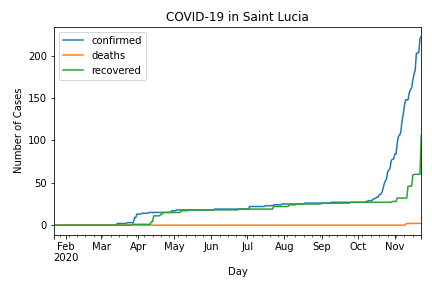 COVID-19 in Saint Lucia
confirmed
deaths
recovered
Number of Cases
200
150
100
50
0
Feb Mar Apr May Jun Jul Aug Sep Oct Nov
2020
Day